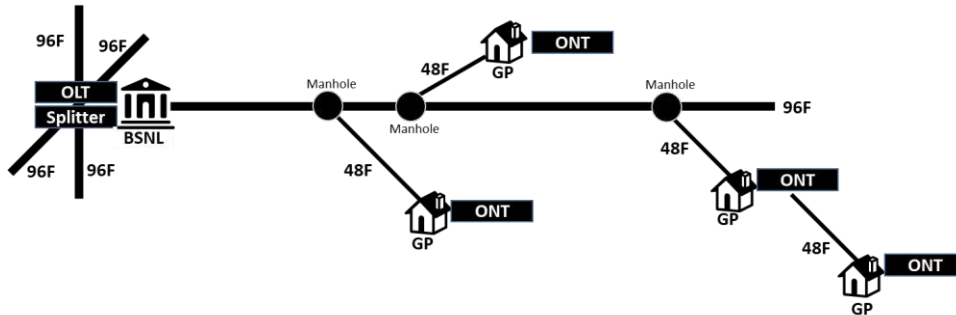 96F
96F
OLT
Splitter
BSNL
96F
96F
Manhole
48F
GP
ONT
Manhole
48F
GP
ONT
Manhole
96F
48F
GP
ONT
48F
GP
ONT